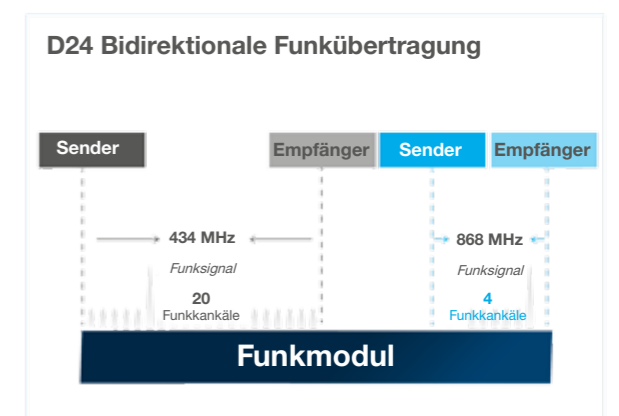 D24 Bidirektionale Funkübertragung
Sender
Empfänger
Sender
Empfänger
434 MHz
Funksignal
20
Funkkankäle
868 MHz
Funksignal
4
Funkkankäle
Funkmodul